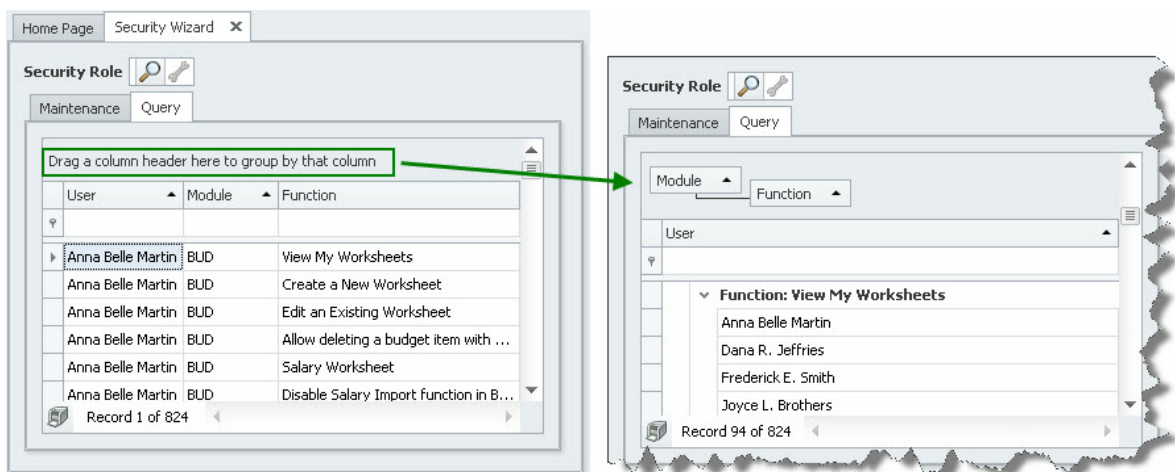 Home Page Security Wizard X
Security Role
Maintenance Query
Drag a column header here to group by that column
User Module Function
Anna Belle Martin BUD View My Worksheets
Anna Belle Martin BUD Create a New Worksheet
Anna Belle Martin BUD Edit an Existing Worksheet
Anna Belle Martin BUD Allow deleting a budget item with ...
Anna Belle Martin BUD Salary Worksheet
Anna Belle Martin BUD Disable Salary Import function in B...
Record 1 of 824
Security Role
Maintenance Query
Module
Function
User
Function: View My Worksheets
Anna Belle Martin
Dana R. Jeffries
Frederick E. Smith
Joyce L. Brothers
Record 94 of 824